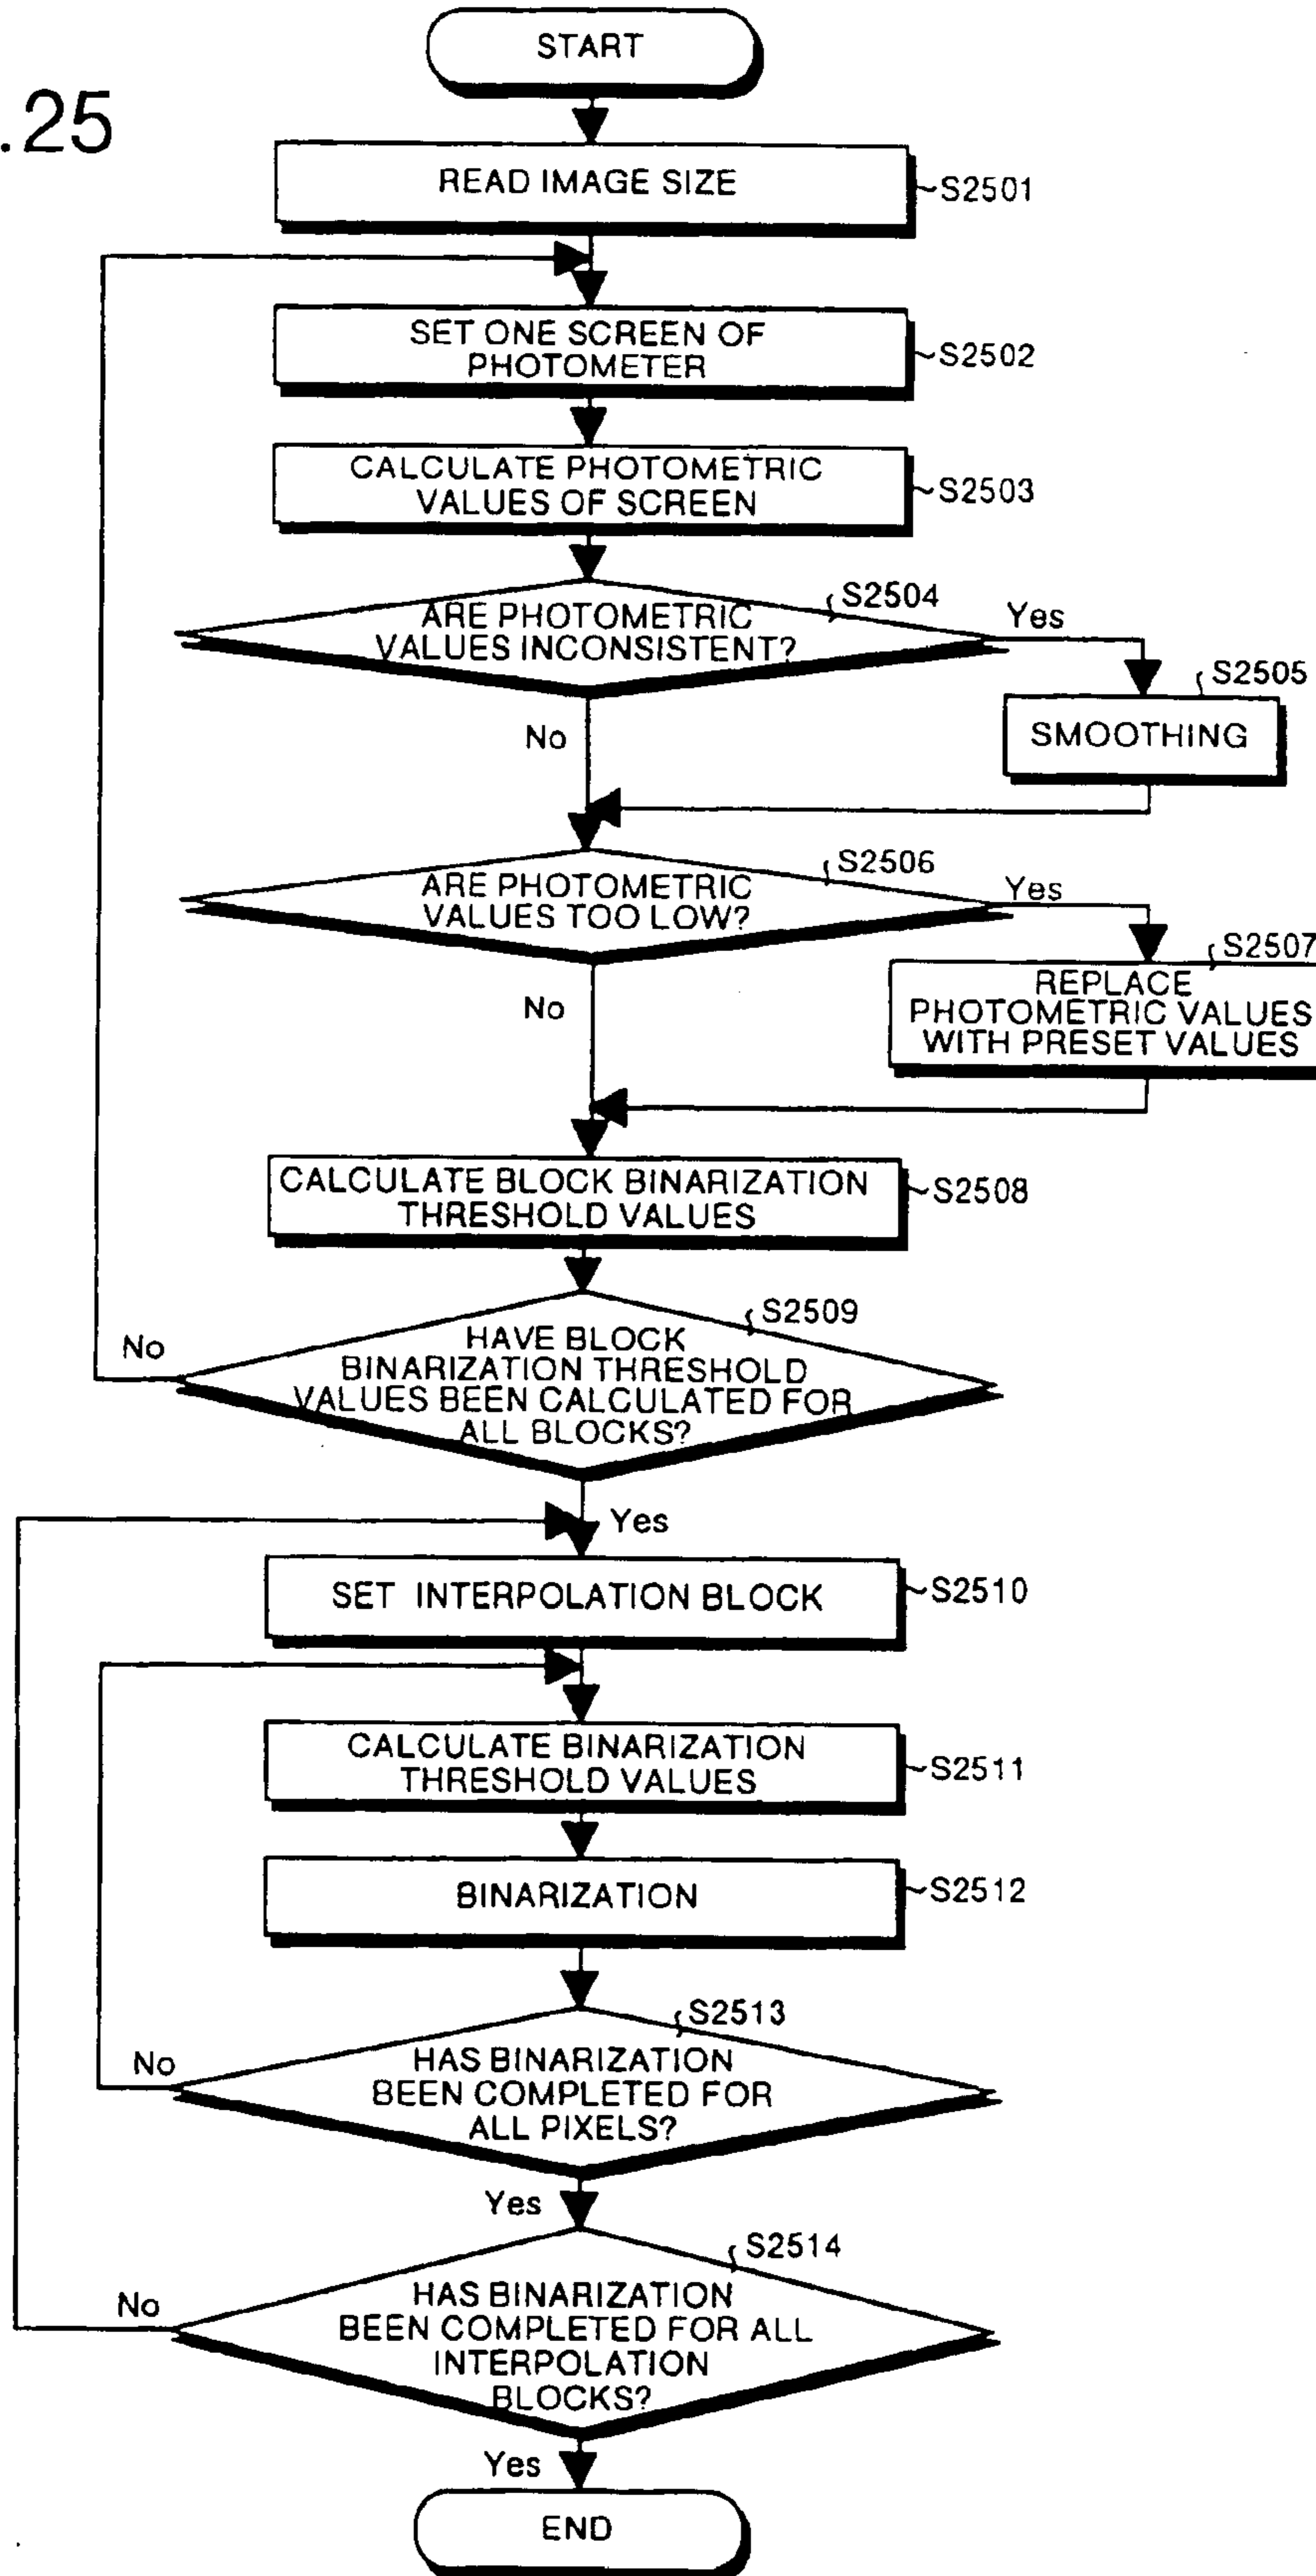 .25
START
READ IMAGE SIZE
S2501
SET ONE SCREEN OF
PHOTOMETER
S2502
CALCULATE PHOTOMETRIC
VALUES OF SCREEN
S2503
ARE PHOTOMETRIC
VALUES INCONSISTENT?
S2504
Yes
No
S2505
SMOOTHING
ARE PHOTOMETRIC
VALUES TOO LOW?
S2506
Yes
No
S2507
REPLACE
PHOTOMETRIC VALUES
WITH PRESET VALUES
CALCULATE BLOCK BINARIZATION
THRESHOLD VALUES
S2508
S2509
HAVE BLOCK
BINARIZATION THRESHOLD
VALUES BEEN CALCULATED FOR
ALL BLOCKS?
No
Yes
SET INTERPOLATION BLOCK
S2510
CALCULATE BINARIZATION
THRESHOLD VALUES
S2511
BINARIZATION
S2512
S2513
HAS BINARIZATION
BEEN COMPLETED FOR
ALL PIXELS?
No
Yes
S2514
HAS BINARIZATION
BEEN COMPLETED FOR ALL
INTERPOLATION
BLOCKS?
No
Yes
END